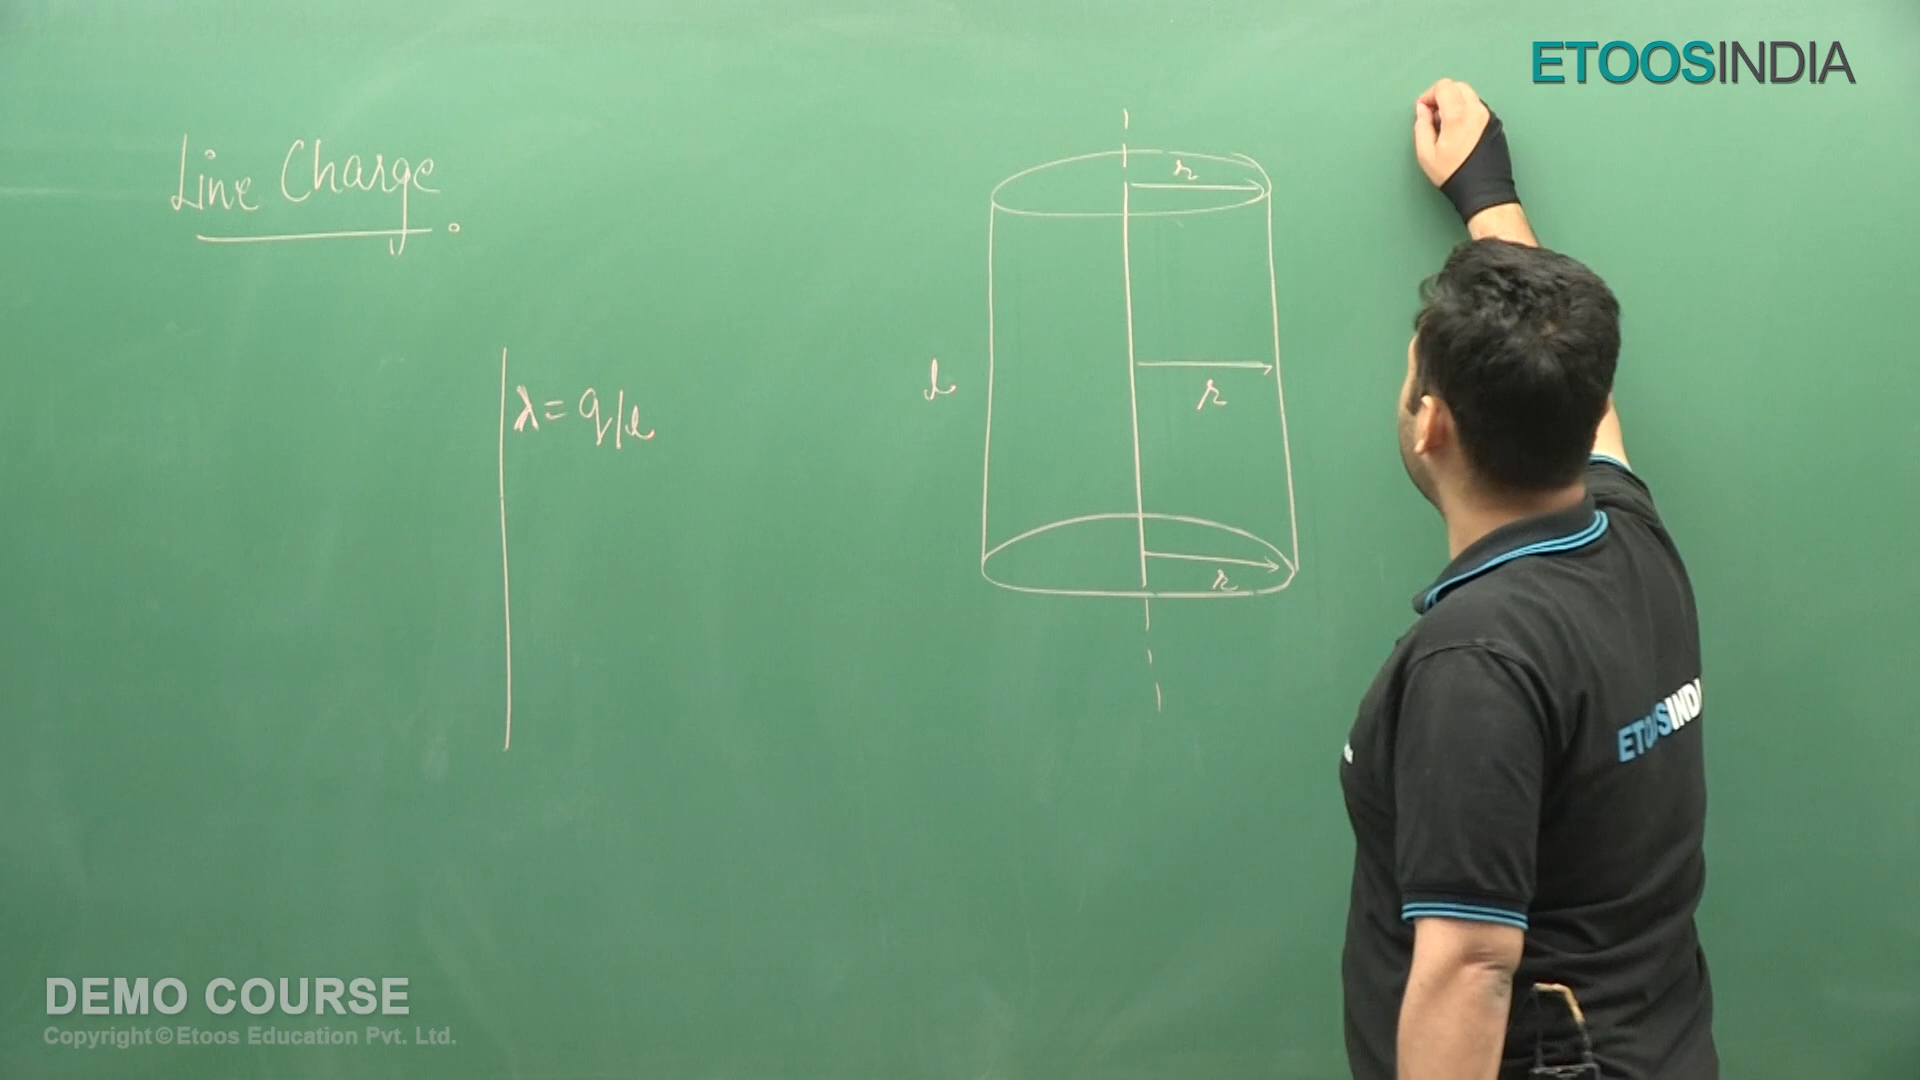 ETOOSINDIA
Line Charge
λ = q/l
r
l
r
r
ETOOSINDIA
DEMO COURSE
Copyright © Etoos Education Pvt. Ltd.